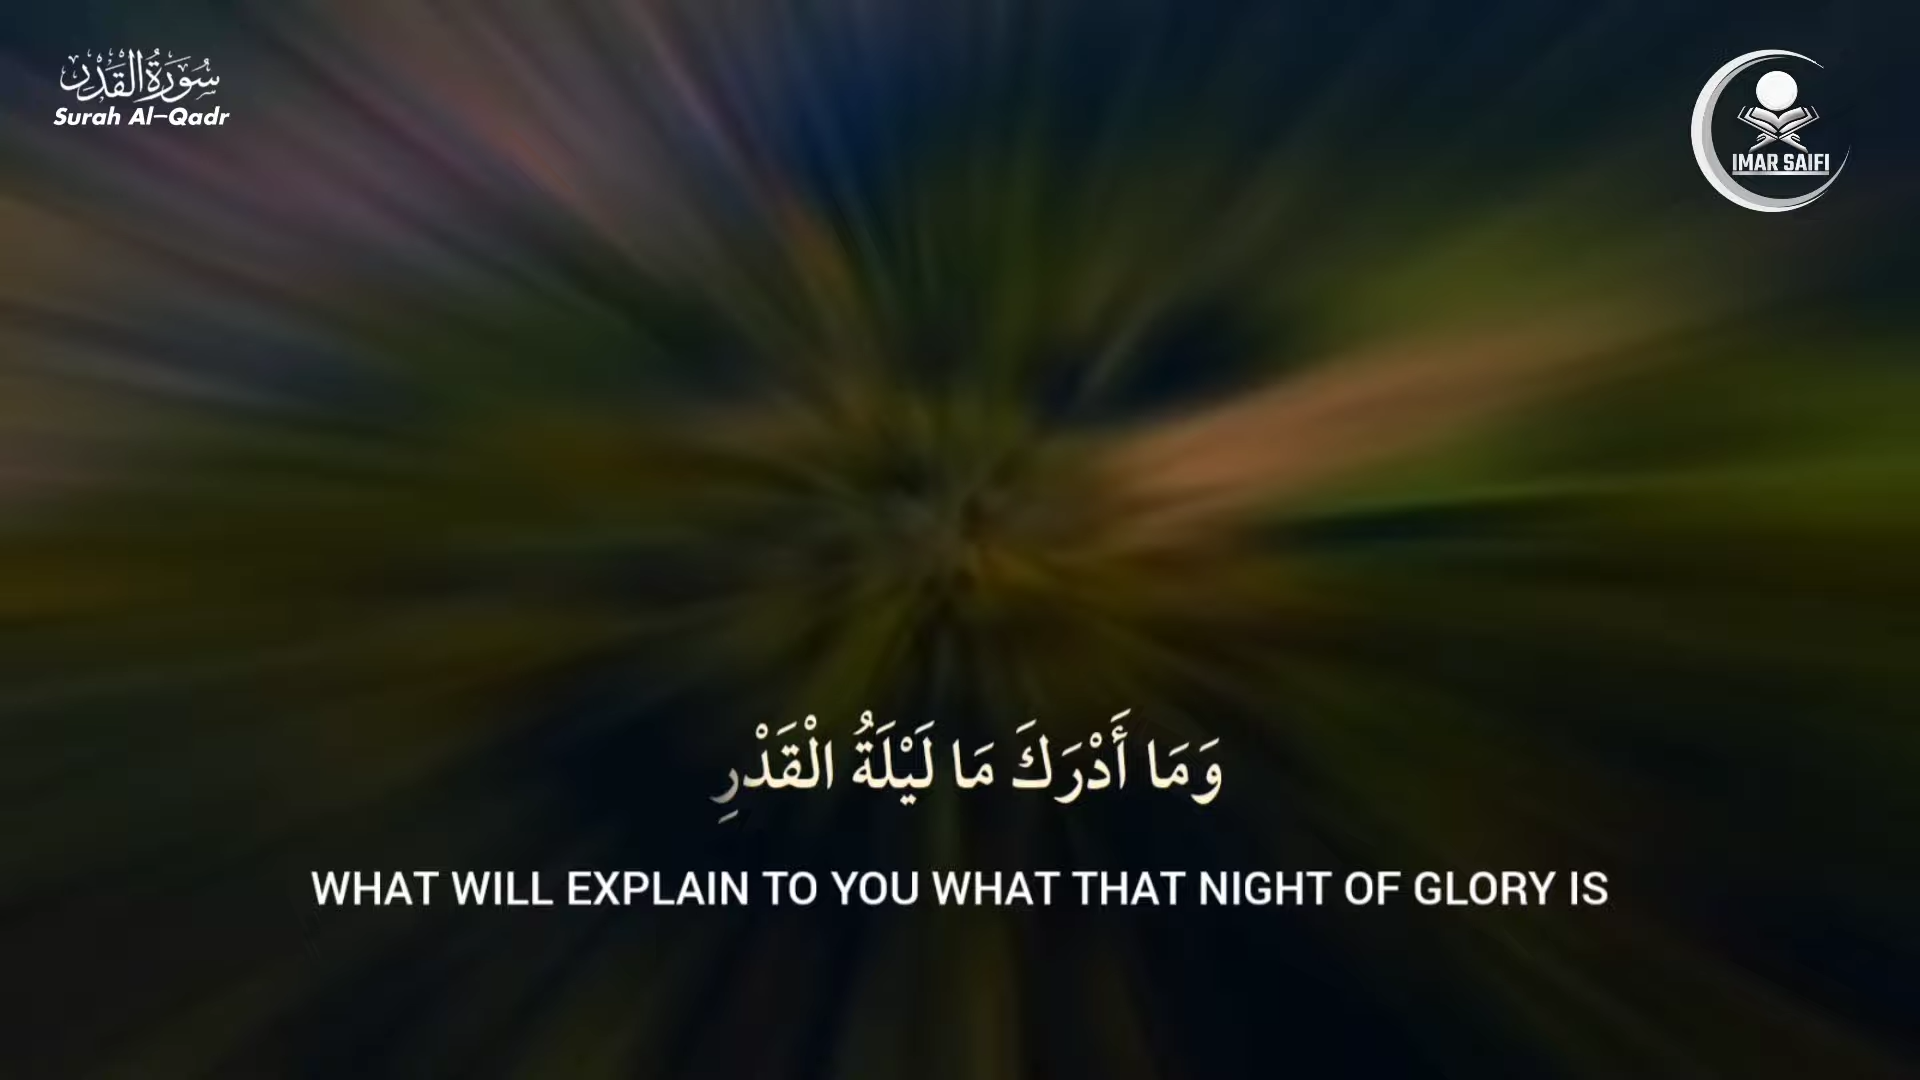 سُورَةُ القَدْرِ
Surah Al-Qadr
IMAR SAIFI
وَمَا أَدْرَكَ مَا لَيْلَةُ الْقَدْرِ
WHAT WILL EXPLAIN TO YOU WHAT THAT NIGHT OF GLORY IS